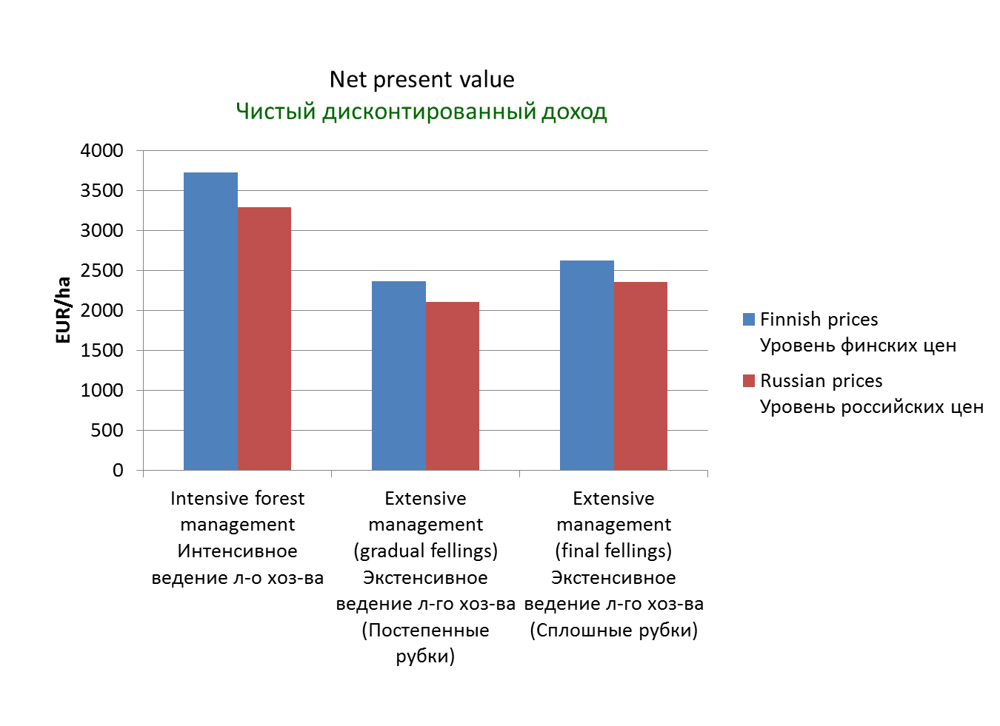 Net present value
Чистый дисконтированный доход
4000
3500
3000
2500
2000
1500
1000
500
0
EUR/ha
Intensive forest
management
Интенсивное
ведение л-о хоз-ва
Extensive
management
(gradual fellings)
Экстенсивное
ведение л-го хоз-ва
(Постепенные
рубки)
Extensive
management
(final fellings)
Экстенсивное
ведение л-го хоз-ва
(Сплошные рубки)
Finnish prices
Уровень финских цен
Russian prices
Уровень российских цен